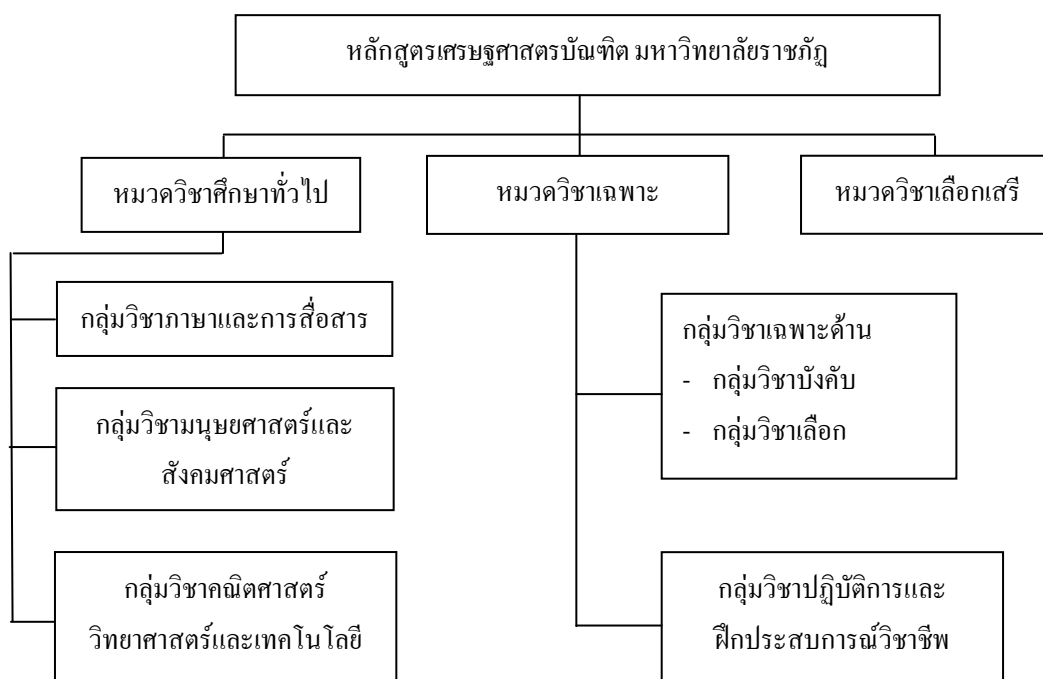 หลักสูตรเศรษฐศาสตรบัณฑิต มหาวิทยาลัยราชภัฏ
หมวดวิชาศึกษาทั่วไป
หมวดวิชาเฉพาะ
หมวดวิชาเลือกเสรี
กลุ่มวิชาภาษาและการสื่อสาร
กลุ่มวิชามนุษยศาสตร์และ
สังคมศาสตร์
กลุ่มวิชาคณิตศาสตร์
วิทยาศาสตร์และเทคโนโลยี
กลุ่มวิชาเฉพาะด้าน
- กลุ่มวิชาบังคับ
- กลุ่มวิชาเลือก
กลุ่มวิชาปฏิบัติการและ
ฝึกประสบการณ์วิชาชีพ